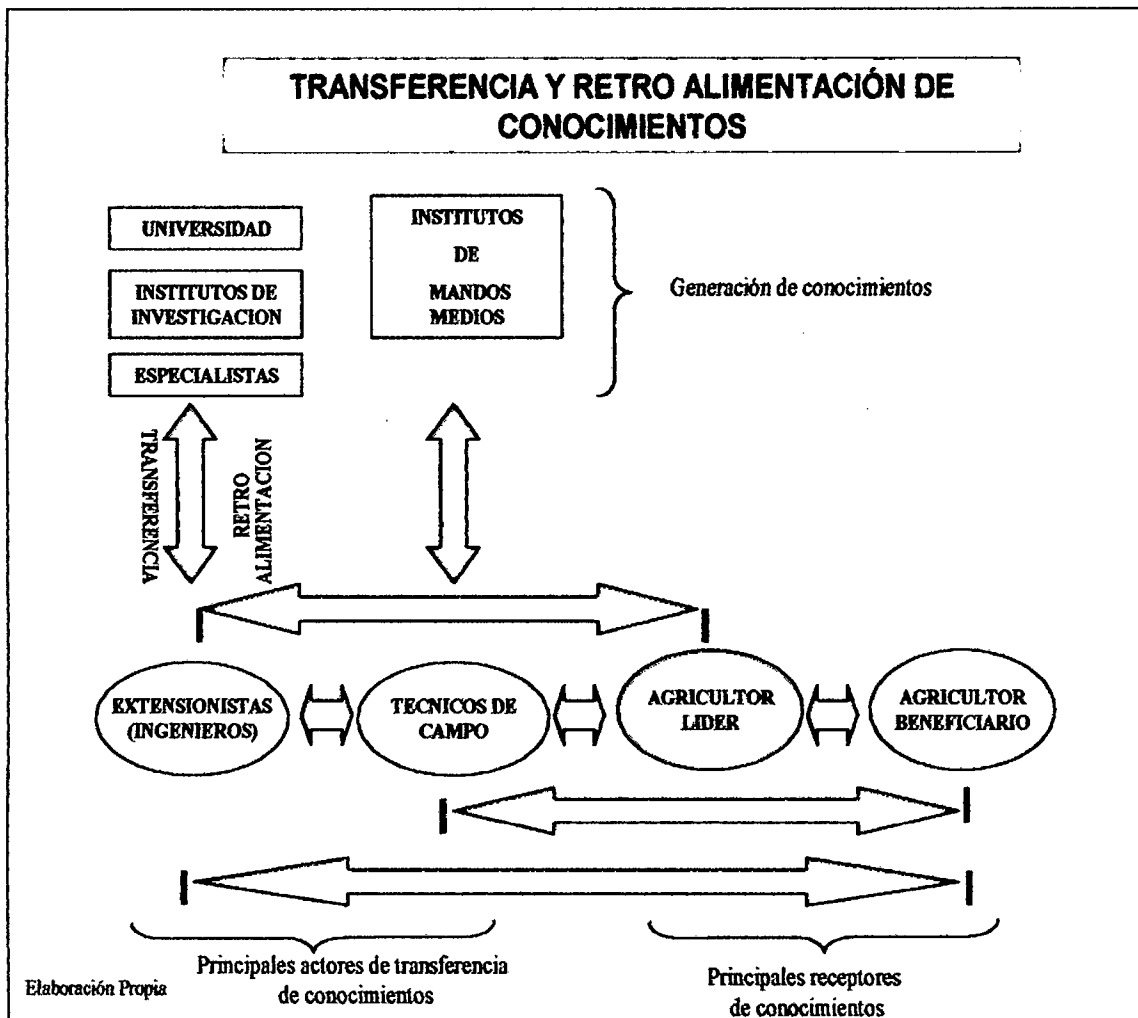 TRANSFERENCIA Y RETRO ALIMENTACIÓN DE
CONOCIMIENTOS
UNIVERSIDAD
INSTITUTOS DE
INVESTIGACION
ESPECIALISTAS
INSTITUTOS
DE
MANDOS
MEDIOS
Generación de conocimientos
TRANSFERENCIA
RETRO
ALIMENTACION
EXTENSIONISTAS
(INGENIEROS)
TECNICOS DE
CAMPO
AGRICULTOR
LIDER
AGRICULTOR
BENEFICIARIO
Principales actores de transferencia
de conocimientos
Principales receptores
de conocimientos
Elaboración Propia